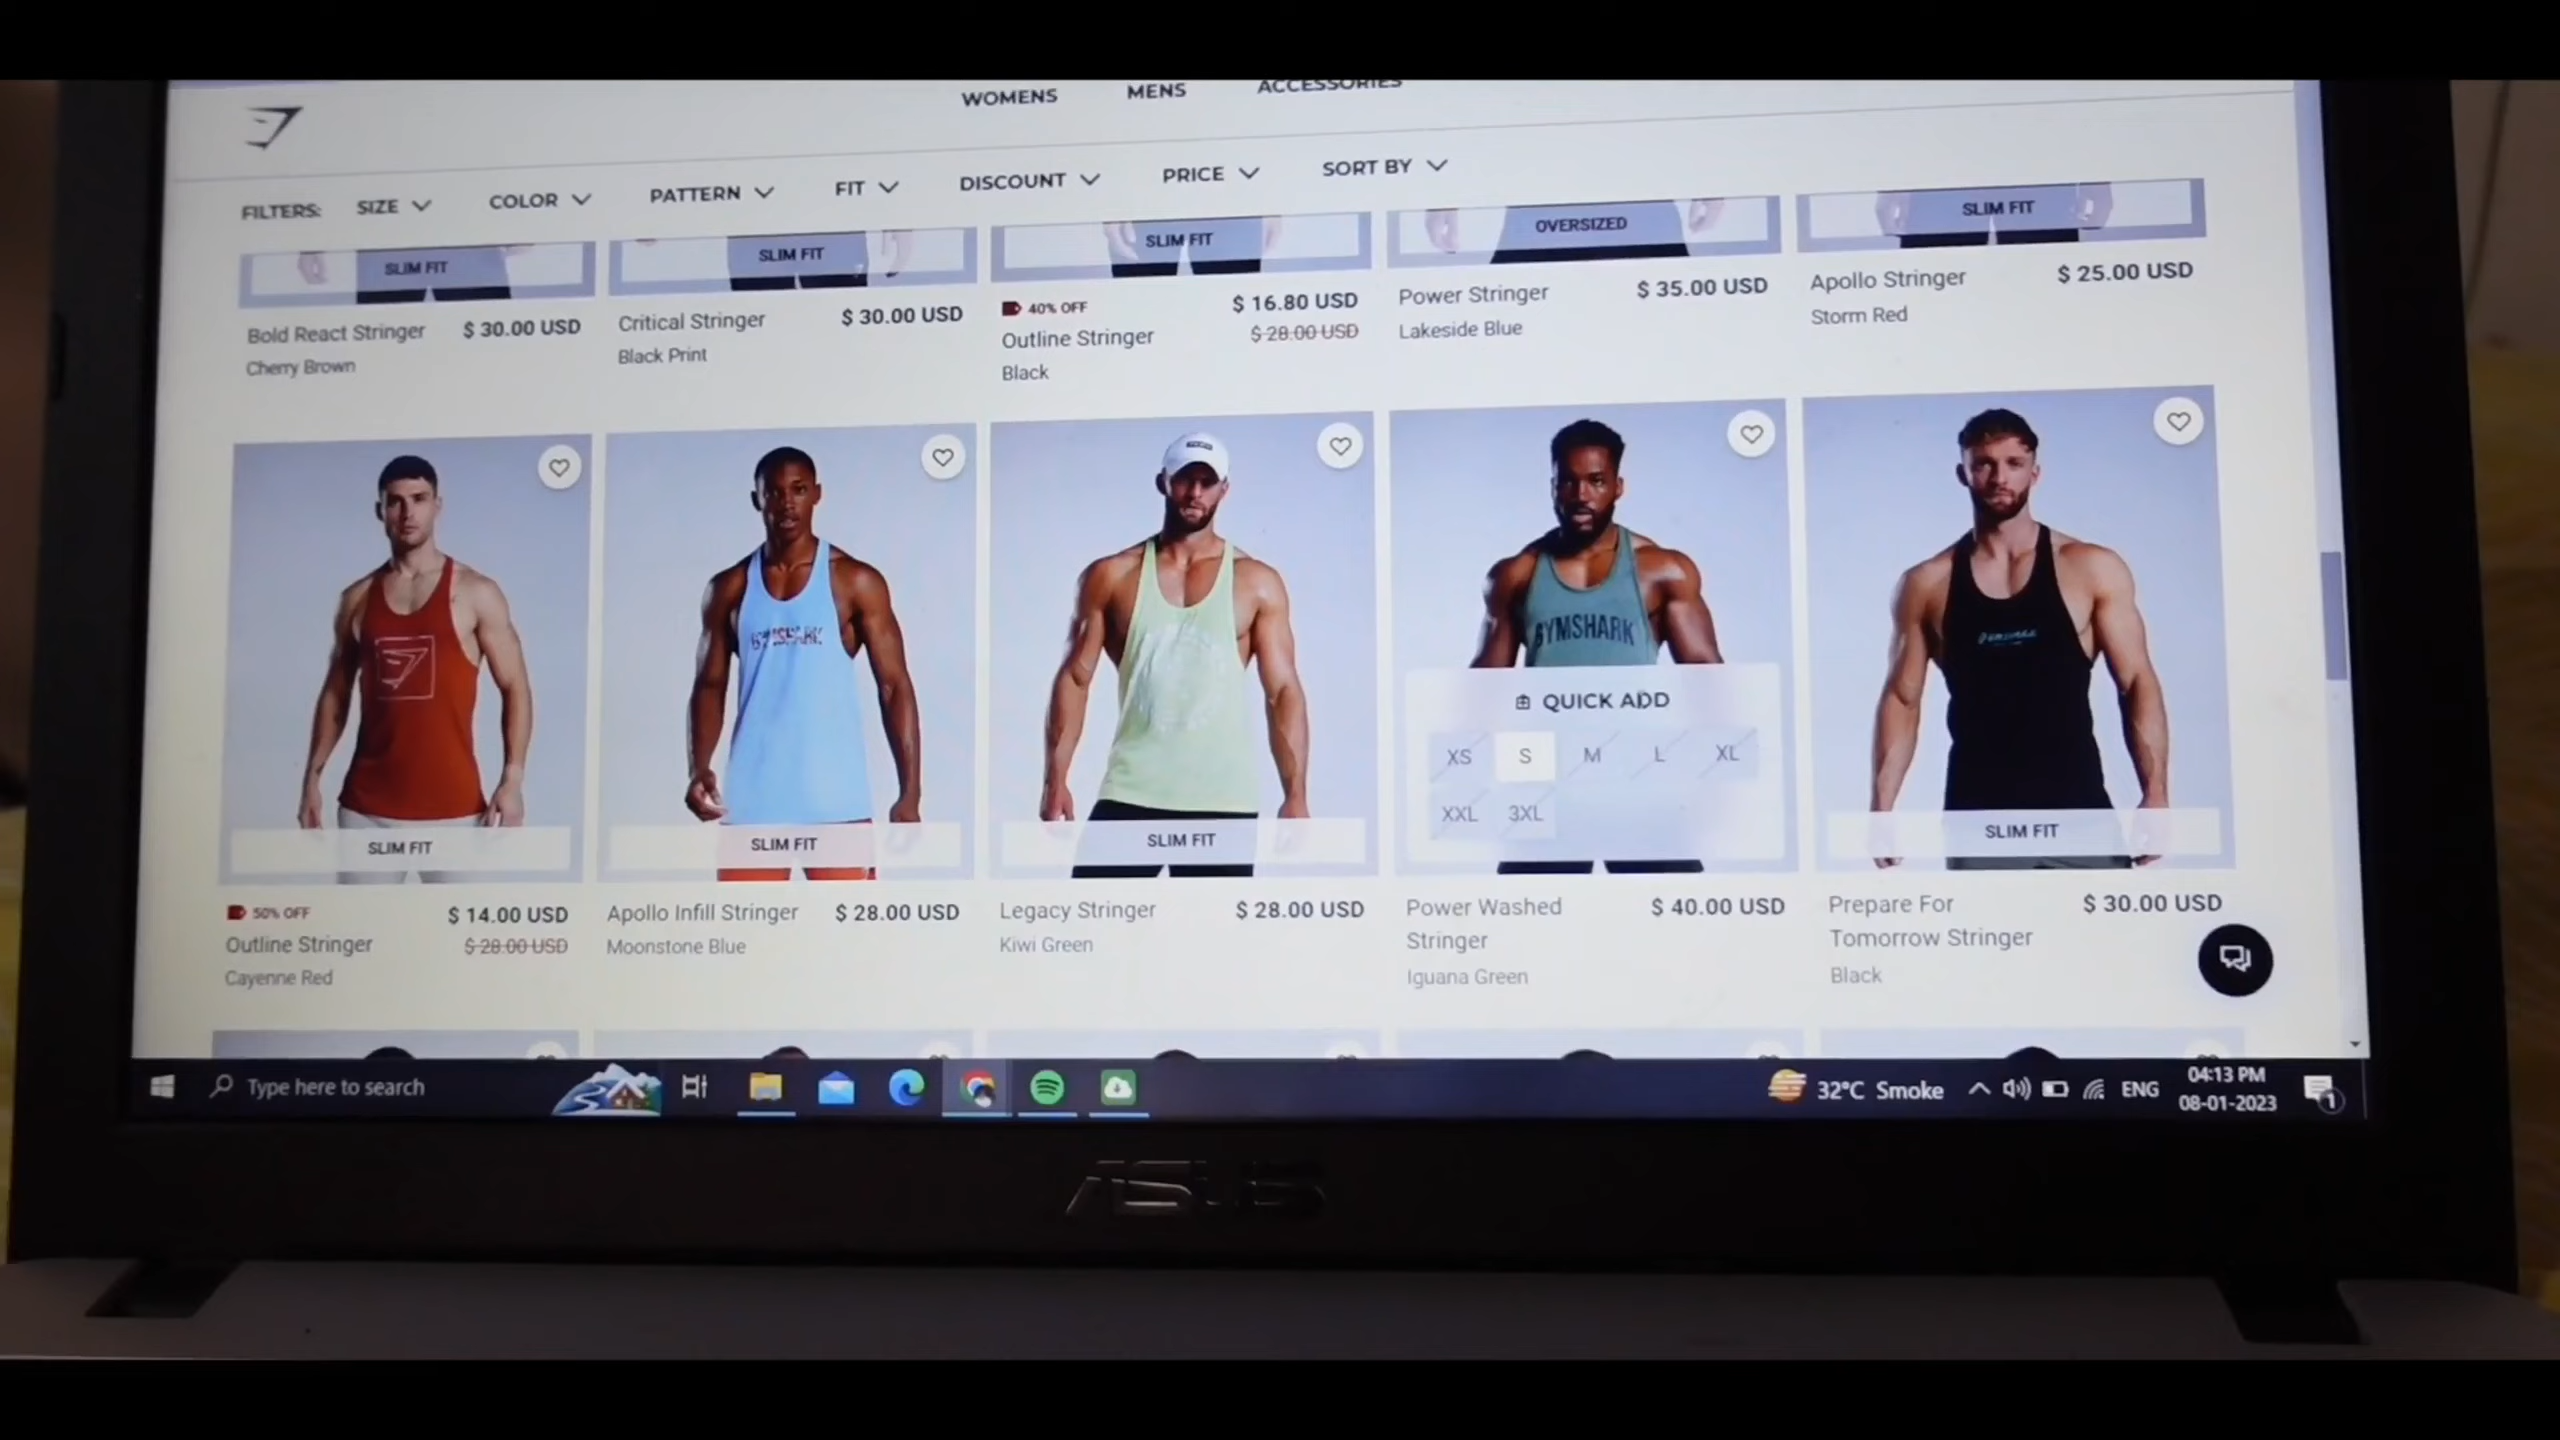 WOMENS MENS ACCESSORIES
FILTERS: SIZE COLOR PATTERN FIT DISCOUNT PRICE SORT BY
SLIM FIT
SLIM FIT
SLIM FIT
OVERSIZED
SLIM FIT
Bold React Stringer $ 30.00 USD
Cherry Brown
Critical Stringer $ 30.00 USD
Black Print
40% OFF $ 16.80 USD
Outline Stringer $ 28.00 USD
Black
Power Stringer $ 35.00 USD
Lakeside Blue
Apollo Stringer $ 25.00 USD
Storm Red
GYMSHARK
GYMSHARK
QUICK ADD
XS S M L XL
XXL 3XL
SLIM FIT
SLIM FIT
SLIM FIT
SLIM FIT
50% OFF $ 14.00 USD
Outline Stringer $ 28.00 USD
Cayenne Red
Apollo Infill Stringer $ 28.00 USD
Moonstone Blue
Legacy Stringer $ 28.00 USD
Kiwi Green
Power Washed $ 40.00 USD
Stringer
Iguana Green
Prepare For $ 30.00 USD
Tomorrow Stringer
Black
Type here to search
32°C Smoke
ENG
04:13 PM
08-01-2023
1
ASUS